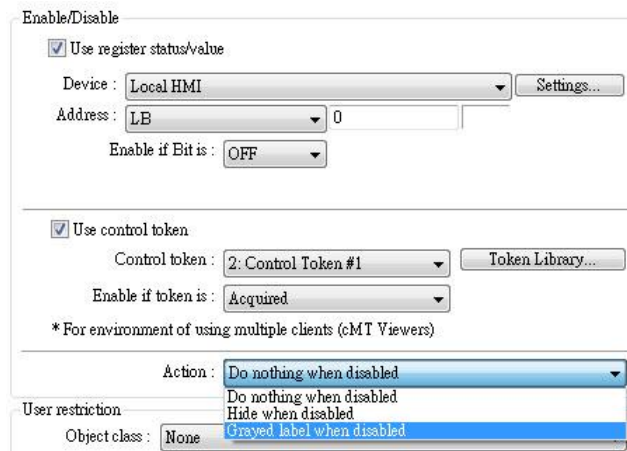 Enable/Disable
Use register status/value
Device : Local HMI Settings...
Address : LB 0
Enable if Bit is : OFF
Use control token
Control token : 2: Control Token #1 Token Library...
Enable if token is : Acquired
* For environment of using multiple clients (cMT Viewers)
Action : Do nothing when disabled
Do nothing when disabled
Hide when disabled
Grayed label when disabled
User restriction
Object class : None